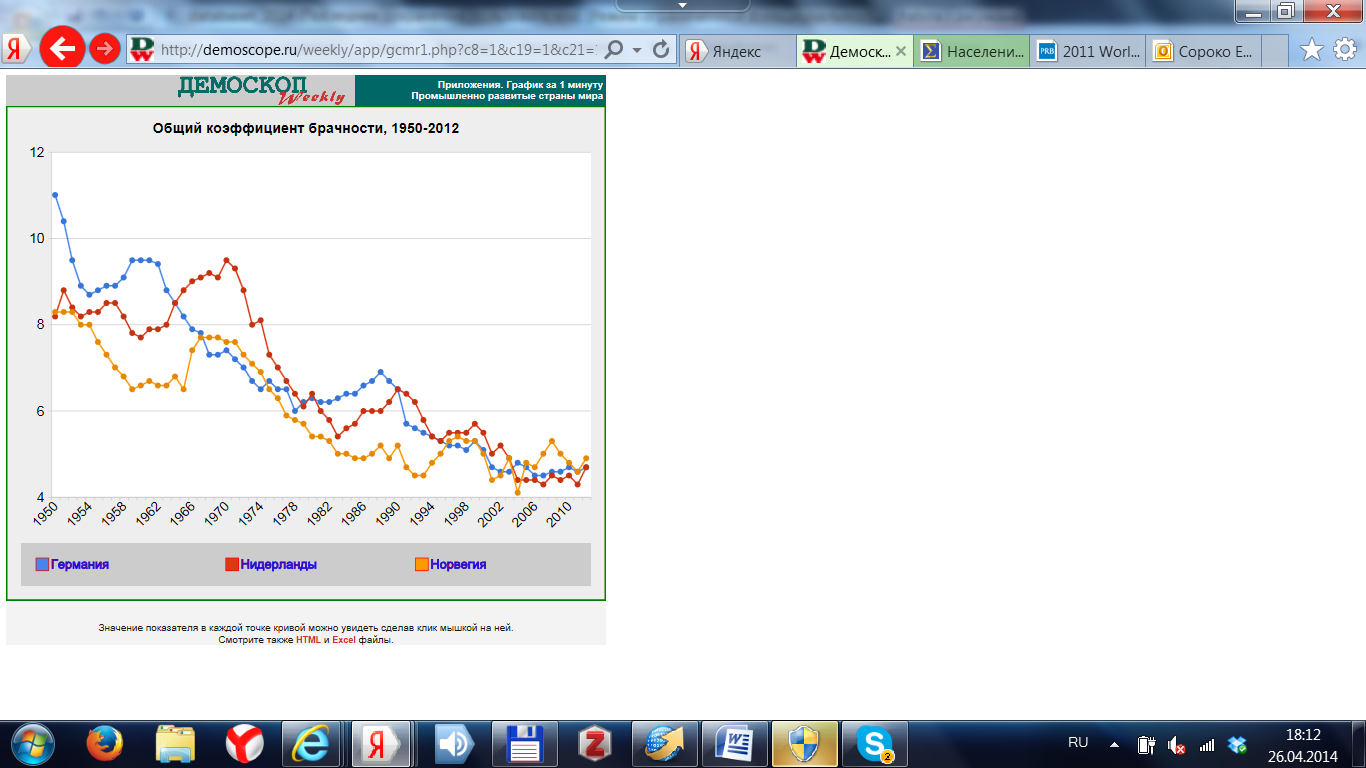 http://demoscope.ru/weekly/app/gcmr1.php?c8=1&c19=1&c21=
Яндекс
Демоск...
Населени...
2011 Worl...
Сороко Е...
ДЕМОСКОП
Weekly
Приложения. График за 1 минуту
Промышленно развитые страны мира
Общий коэффициент брачности, 1950-2012
12
10
8
6
4
1950 1954 1958 1962 1966 1970 1974 1978 1982 1986 1990 1994 1998 2002 2006 2010
Германия Нидерланды Норвегия
Значение показателя в каждой точке кривой можно увидеть сделав клик мышкой на ней.
Смотрите также HTML и Excel файлы.
RU
18:12
26.04.2014